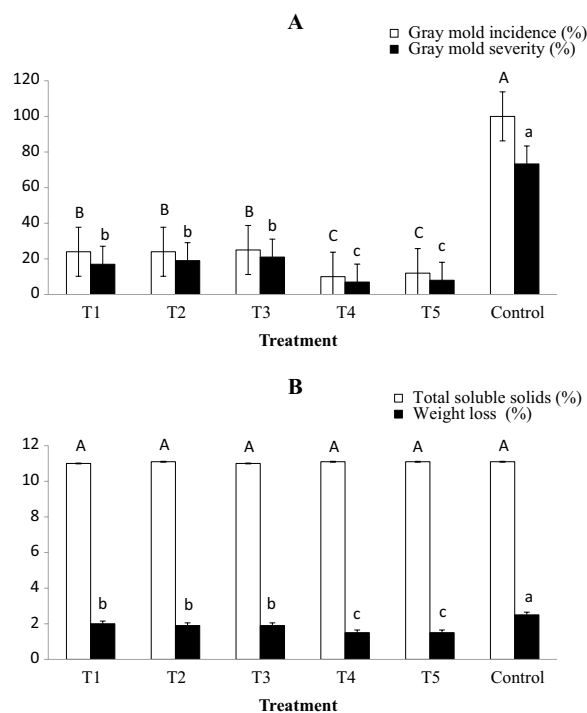 A
Gray mold incidence (%)
Gray mold severity (%)
120
100
80
60
40
20
0
A
a
B
b
B
b
B
b
C
c
C
c
T1 T2 T3 T4 T5 Control
Treatment
B
Total soluble solids (%)
Weight loss (%)
12
10
8
6
4
2
0
A
A
A
A
A
A
b
b
b
c
c
a
T1 T2 T3 T4 T5 Control
Treatment